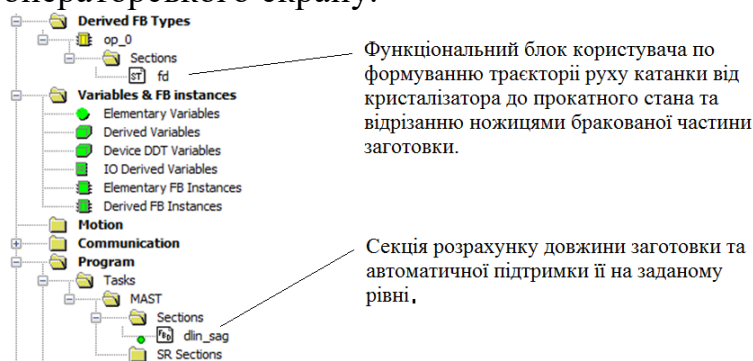 операторського екрану.
Derived FB Types
op_0
Sections
fd
Variables & FB instances
Elementary Variables
Derived Variables
Device DDT Variables
IO Derived Variables
Elementary FB Instances
Derived FB Instances
Motion
Communication
Program
Tasks
MAST
Sections
dlin_sag
SR Sections
Функціональний блок користувача по
формуванню траєкторії руху катанки від
кристалізатора до прокатного стана та
відрізанню ножицями бракованої частини
заготовки.
Секція розрахунку довжини заготовки та
автоматичної підтримки її на заданому
рівні.